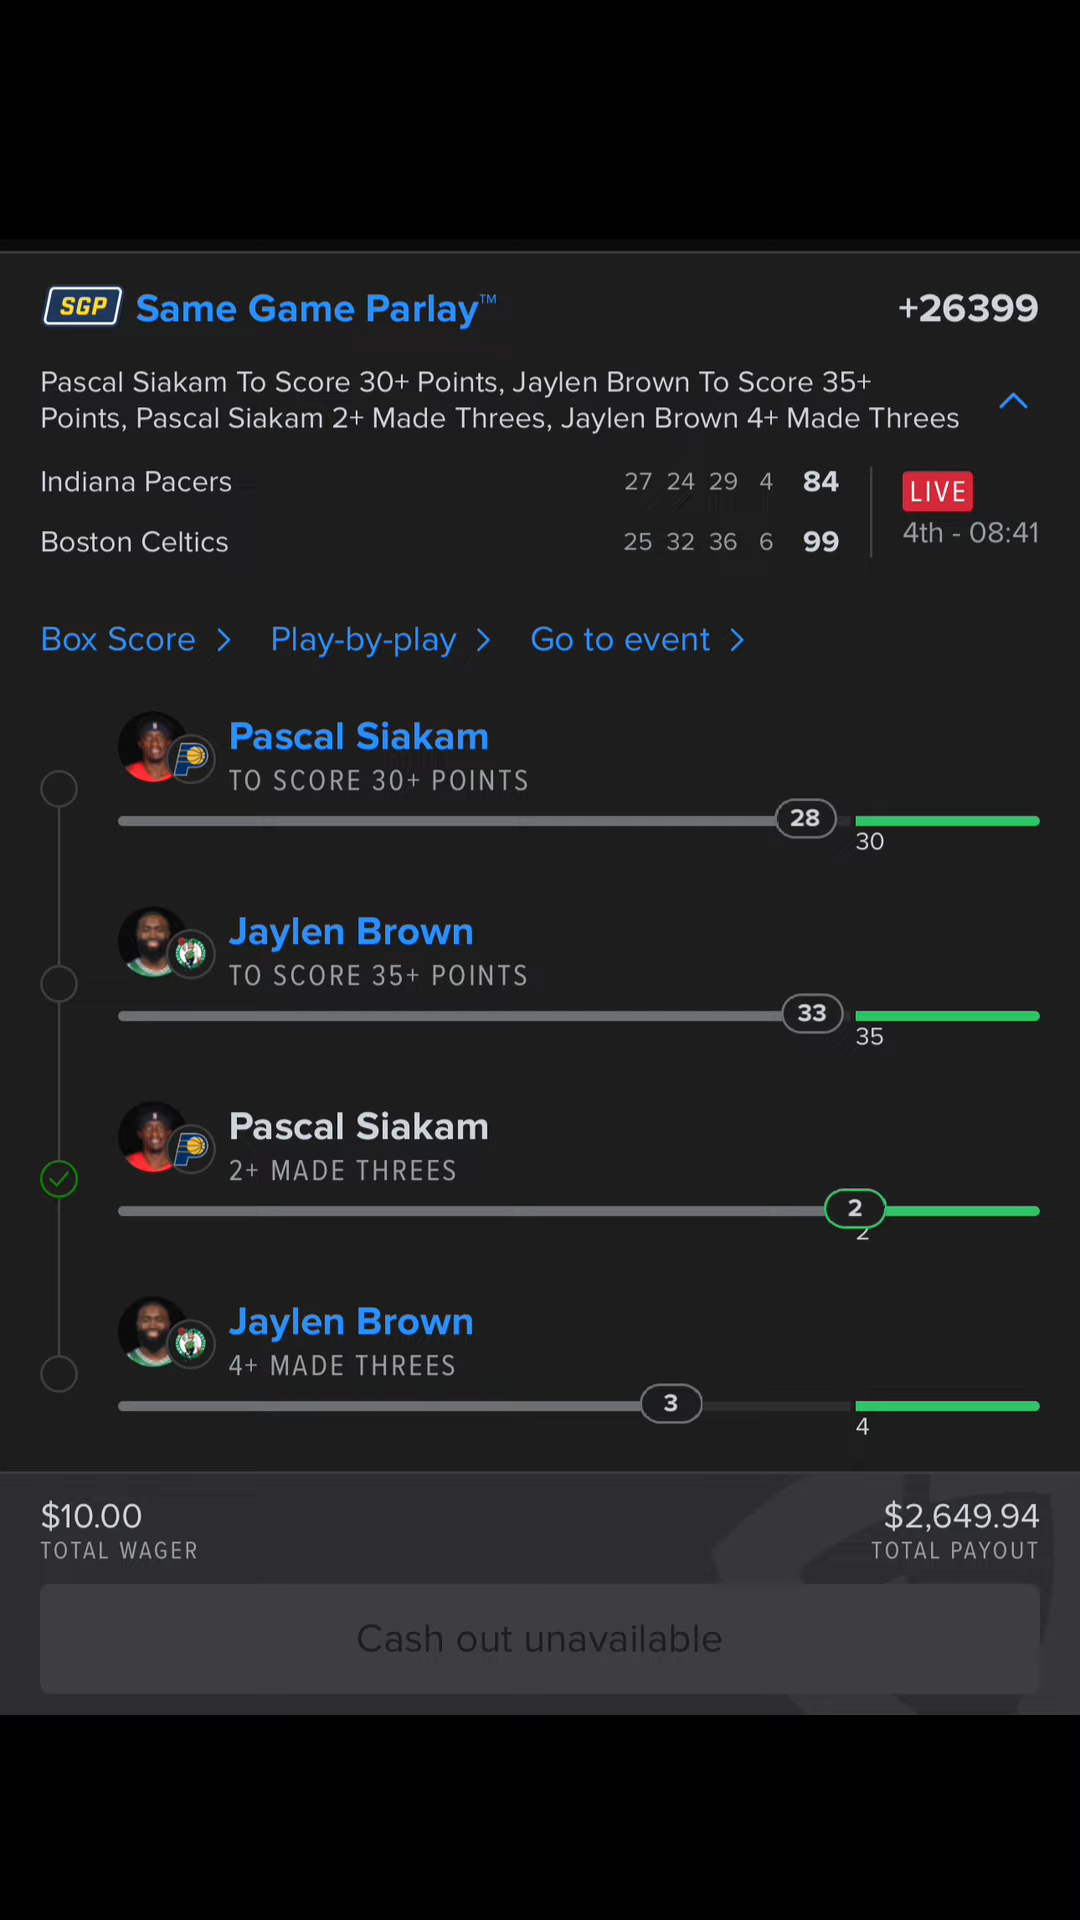 SGP Same Game Parlay™ +26399
Pascal Siakam To Score 30+ Points, Jaylen Brown To Score 35+
Points, Pascal Siakam 2+ Made Threes, Jaylen Brown 4+ Made Threes
Indiana Pacers 27 24 29 4 84 LIVE
4th - 08:41
Boston Celtics 25 32 36 6 99
Box Score > Play-by-play > Go to event >
Pascal Siakam
TO SCORE 30+ POINTS
28
30
Jaylen Brown
TO SCORE 35+ POINTS
33
35
Pascal Siakam
2+ MADE THREES
2
2
Jaylen Brown
4+ MADE THREES
3
4
$10.00 $2,649.94
TOTAL WAGER TOTAL PAYOUT
Cash out unavailable